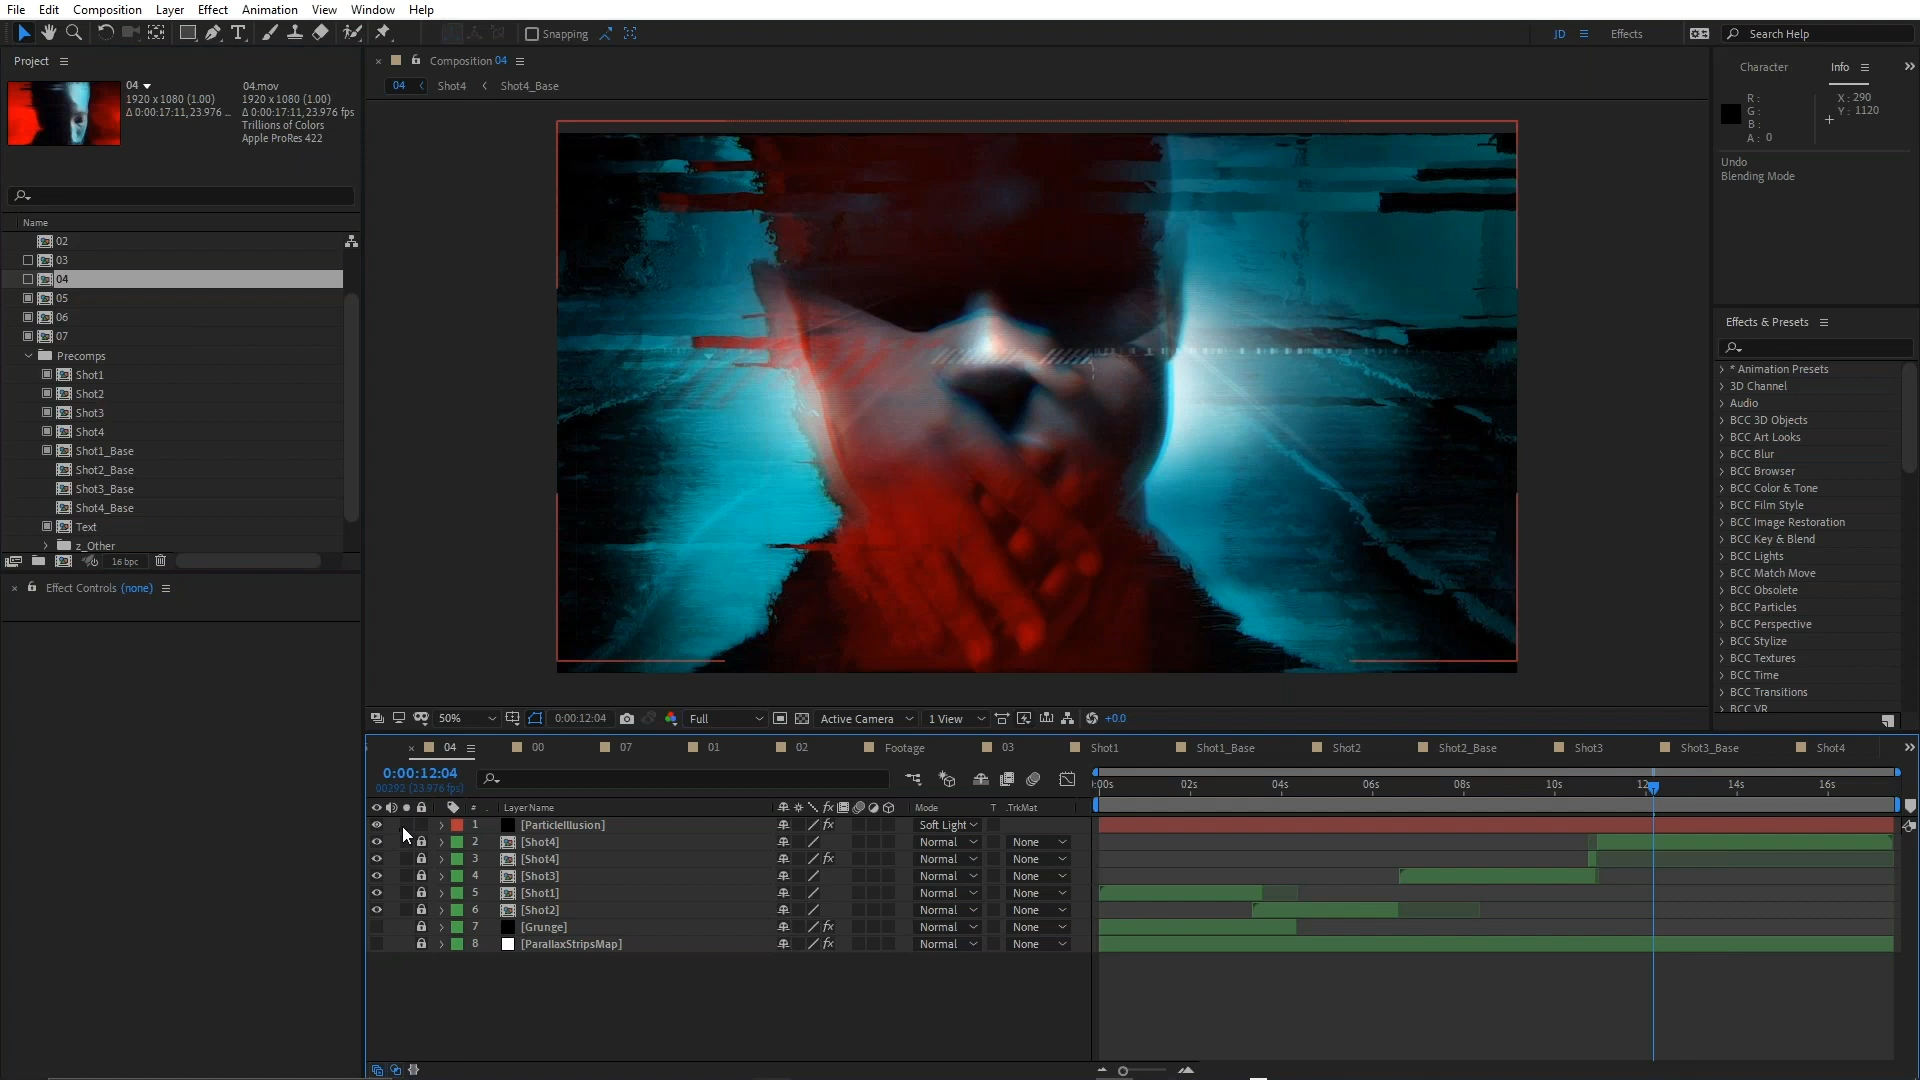 File Edit Composition Layer Effect Animation View Window Help
Snapping
JD
Effects
Search Help
Project
04
1920 x 1080 (1.00)
Δ 0:00:17:11, 23.976 ...
04.mov
1920 x 1080 (1.00)
Δ 0:00:17:11, 23.976 fps
Trillions of Colors
Apple ProRes 422
Name
02
03
04
05
06
07
Precomps
Shot1
Shot2
Shot3
Shot4
Shot1_Base
Shot2_Base
Shot3_Base
Shot4_Base
Text
z_Other
16 bpc
Effect Controls (none)
Composition 04
04 Shot4 Shot4_Base
50%
0:00:12:04
Full
Active Camera
1 View
+0.0
Character
Info
R :
G :
B :
A : 0
X : 290
Y : 1120
Undo
Blending Mode
Effects & Presets
* Animation Presets
3D Channel
Audio
BCC 3D Objects
BCC Art Looks
BCC Blur
BCC Browser
BCC Color & Tone
BCC Film Style
BCC Image Restoration
BCC Key & Blend
BCC Lights
BCC Match Move
BCC Obsolete
BCC Particles
BCC Perspective
BCC Stylize
BCC Textures
BCC Time
BCC Transitions
BCC VR
04 00 07 01 02 Footage 03 Shot1 Shot1_Base Shot2 Shot2_Base Shot3 Shot3_Base Shot4
0:00:12:04
00292 (23.976 fps)
:00s 02s 04s 06s 08s 10s 12s 14s 16s
# Layer Name fx Mode T .TrkMat
1 [ParticleIllusion] fx Soft Light
2 [Shot4] Normal None
3 [Shot4] fx Normal None
4 [Shot3] Normal None
5 [Shot1] Normal None
6 [Shot2] Normal None
7 [Grunge] fx Normal None
8 [ParallaxStripsMap] fx Normal None